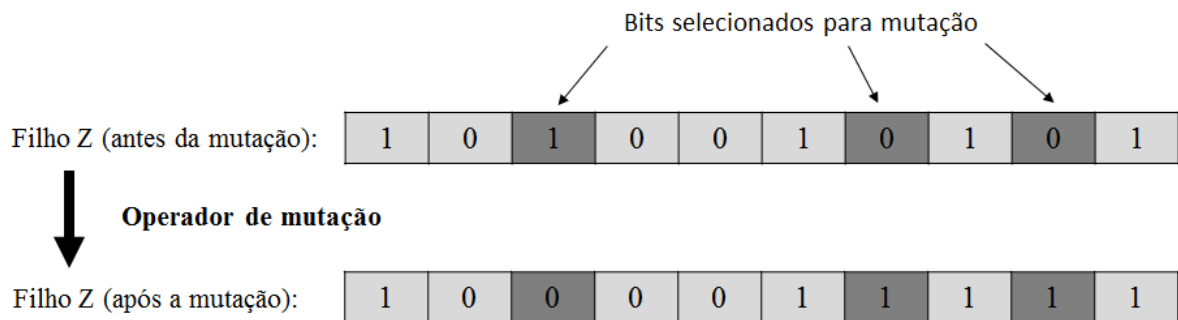 Bits selecionados para mutação
Filho Z (antes da mutação): 1 0 1 0 0 1 0 1 0 1
Operador de mutação
Filho Z (após a mutação): 1 0 0 0 0 1 1 1 1 1